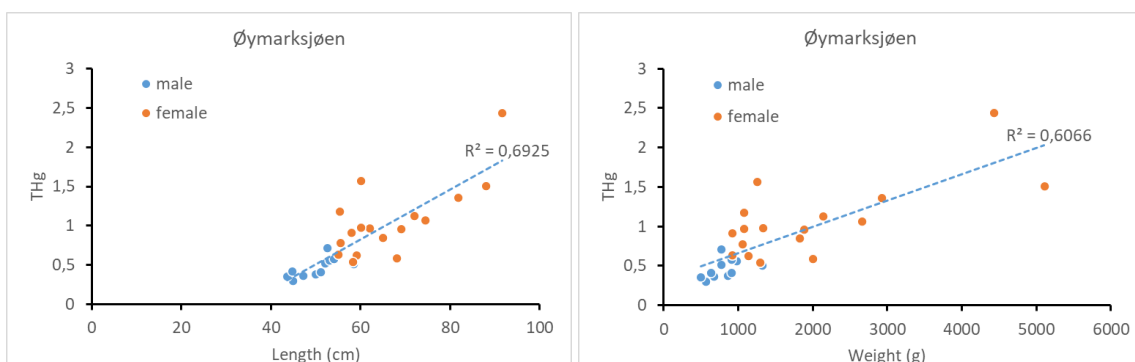 Øymarksjøen
3
2,5
2
1,5
1
0,5
0
THg
male
female
R² = 0,6925
0
20
40
60
80
100
Length (cm)
Øymarksjøen
3
2,5
2
1,5
1
0,5
0
THg
male
female
R² = 0,6066
0
1000
2000
3000
4000
5000
6000
Weight (g)